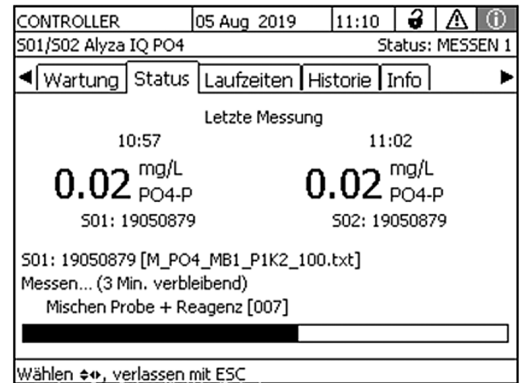 CONTROLLER 05 Aug 2019 11:10
S01/S02 Alyza IQ PO4 Status: MESSEN 1
Wartung Status Laufzeiten Historie Info
Letzte Messung
10:57 11:02
0.02 mg/L PO4-P 0.02 mg/L PO4-P
S01: 19050879 S02: 19050879
S01: 19050879 [M_PO4_MB1_P1K2_100.txt]
Messen... (3 Min. verbleibend)
Mischen Probe + Reagenz [007]
Wählen , verlassen mit ESC